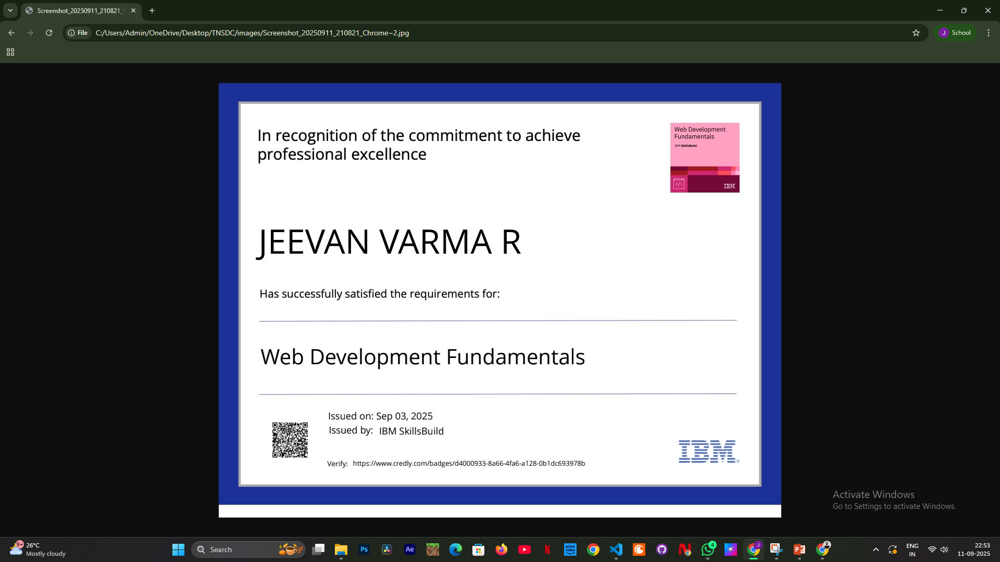 Screenshot_20250911_210821_
File
C:/Users/Admin/OneDrive/Desktop/TNSDC/images/Screenshot_20250911_210821_Chrome~2.jpg
J
School
In recognition of the commitment to achieve
professional excellence
Web Development
Fundamentals
IBM SkillsBuild
</>
IBM
JEEVAN VARMA R
Has successfully satisfied the requirements for:
Web Development Fundamentals
Issued on: Sep 03, 2025
Issued by: IBM SkillsBuild
IBM®
Verify: https://www.credly.com/badges/d4000933-8a66-4fa6-a128-0b1dc693978b
Activate Windows
Go to Settings to activate Windows.
9+
26°C
Mostly cloudy
Search
Ps
Ae
N
prime video
4
J
P
ENG
IN
22:53
11-09-2025